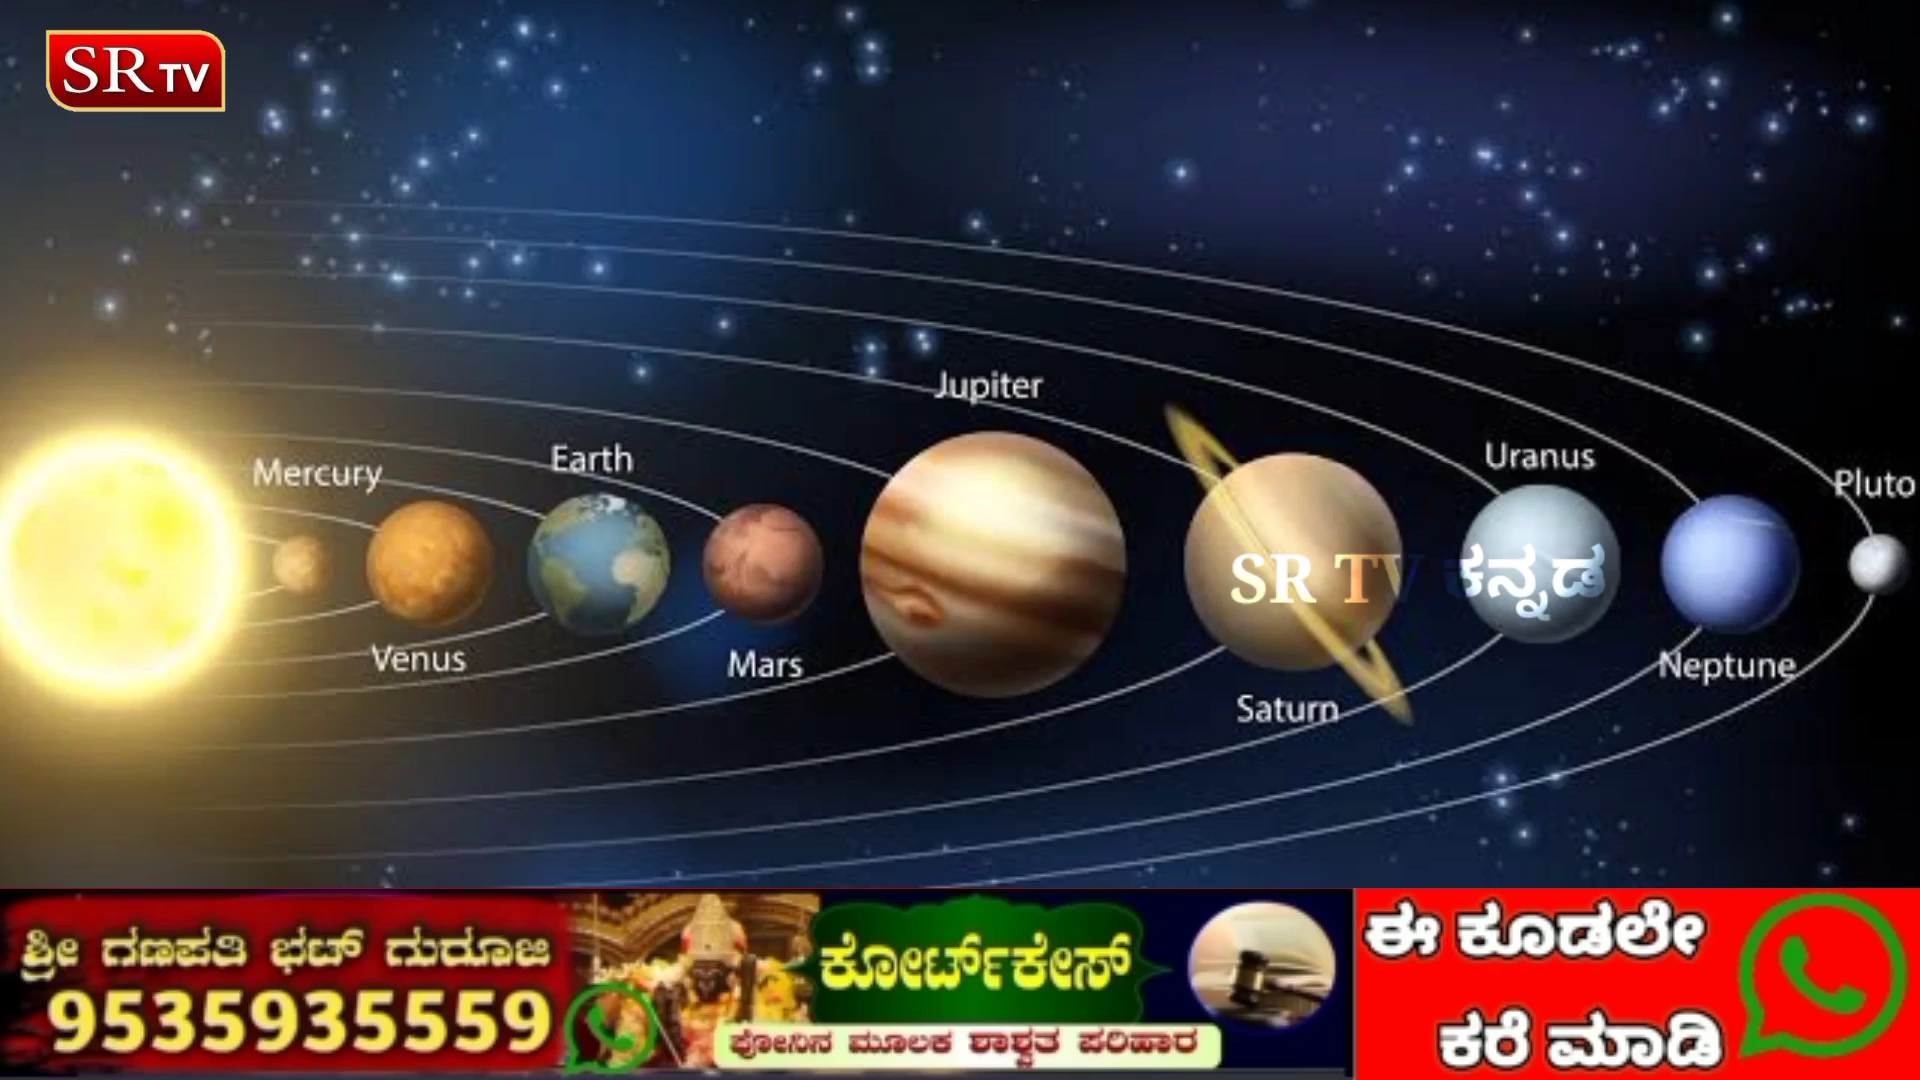 SR TV
Jupiter
Mercury
Earth
Uranus
Pluto
SR TV ಕನ್ನಡ
Venus
Mars
Neptune
Saturn
ಶ್ರೀ ಗಣಪತಿ ಭಟ್ ಗುರೂಜಿ
9535935559
ಕೋರ್ಟ್‌ಕೇಸ್
ಫೋನಿನ ಮೂಲಕ ಶಾಶ್ವತ ಪರಿಹಾರ
ಈ ಕೂಡಲೇ
ಕರೆ ಮಾಡಿ